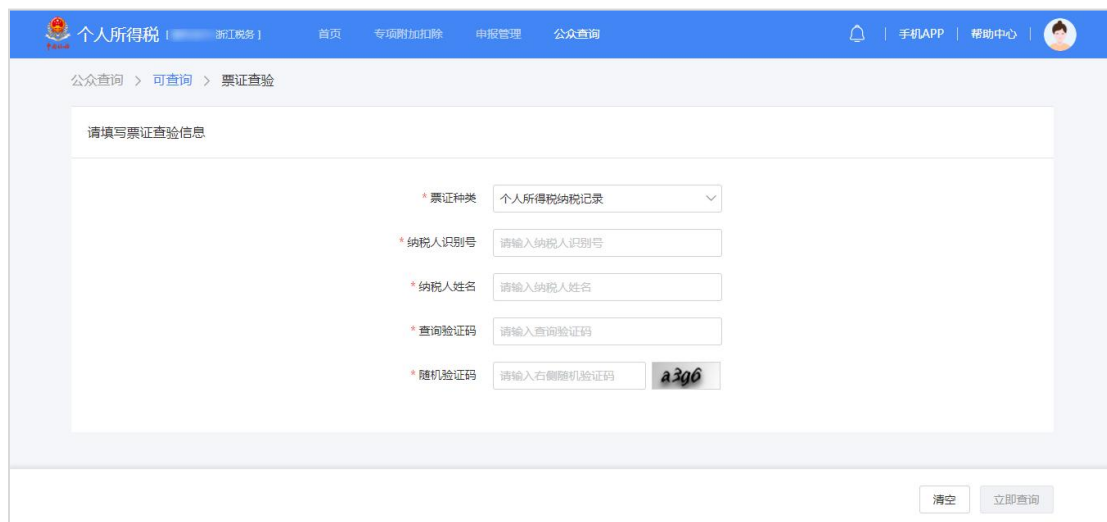 个人所得税 [ 浙江税务 ] 首页 专项附加扣除 申报管理 公众查询 | 手机APP | 帮助中心 |
公众查询 > 可查询 > 票证查验
请填写票证查验信息
* 票证种类 个人所得税纳税记录
* 纳税人识别号 请输入纳税人识别号
* 纳税人姓名 请输入纳税人姓名
* 查询验证码 请输入查询验证码
* 随机验证码 请输入右侧随机验证码 a3g6
清空 立即查询